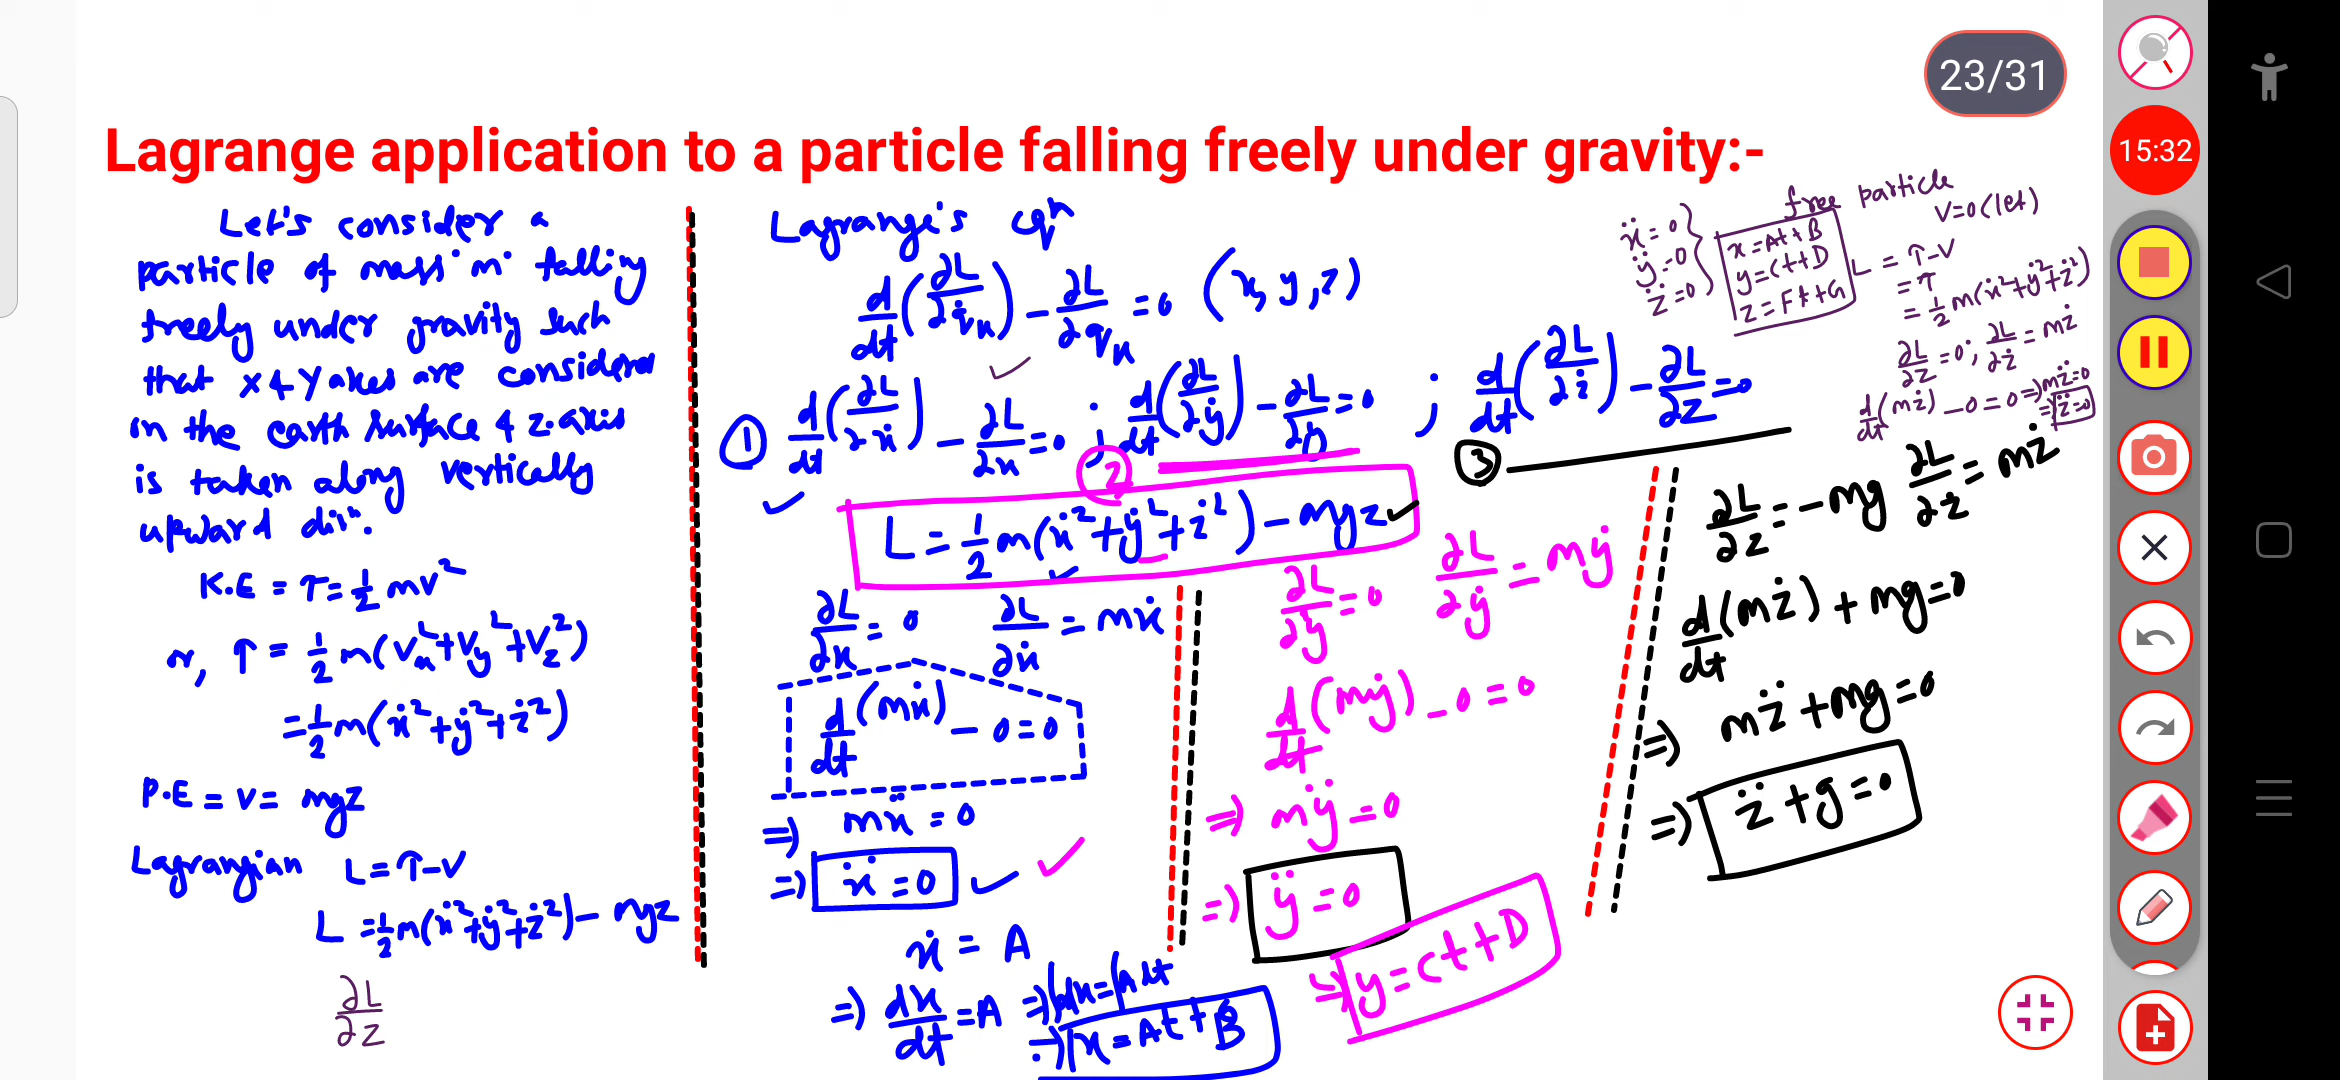 23/31
15:32
Lagrange application to a particle falling freely under gravity:-
Let's consider a
particle of mass 'm' falling
freely under gravity such
that X & Y axes are considered
on the earth surface & z-axis
is taken along vertically
upward dirⁿ.
K.E = T = 1/2 mv²
or, T = 1/2 m(Vx² + Vy² + Vz²)
= 1/2 m(ẋ² + ẏ² + ż²)
P.E = V = mgz
Lagrangian L = T-V
L = 1/2 m(ẋ² + ẏ² + ż²) - mgz
∂L/∂z
Lagrange's eqⁿ
d/dt(∂L/∂q̇ₖ) - ∂L/∂qₖ = 0 (x, y, z)
① d/dt(∂L/∂ẋ) - ∂L/∂x = 0 ; d/dt(∂L/∂ẏ) - ∂L/∂y = 0 ; d/dt(∂L/∂ż) - ∂L/∂z = 0
② ③
L = 1/2 m(ẋ² + ẏ² + ż²) - mgz
∂L/∂x = 0 ∂L/∂ẋ = mẋ
d/dt(mẋ) - 0 = 0
⇒ mẍ = 0
⇒ ẍ = 0
ẋ = A
⇒ dx/dt = A ⇒ ∫dx = ∫A dt
⇒ x = At + B
∂L/∂y = 0 ∂L/∂ẏ = mẏ
d/dt(mẏ) - 0 = 0
⇒ mÿ = 0
⇒ ÿ = 0
⇒ y = Ct + D
∂L/∂z = -mg ∂L/∂ż = mż
d/dt(mż) + mg = 0
⇒ mz̈ + mg = 0
⇒ z̈ + g = 0
free particle
V=0 (let)
ẍ = 0
ÿ = 0
z̈ = 0
x = At + B
y = Ct + D
z = Ft + G
L = T-V
= T
= 1/2 m(ẋ² + ẏ² + ż²)
∂L/∂z = 0; ∂L/∂ż = mż
d/dt(mż) - 0 = 0 ⇒ mz̈ = 0
⇒ z̈ = 0